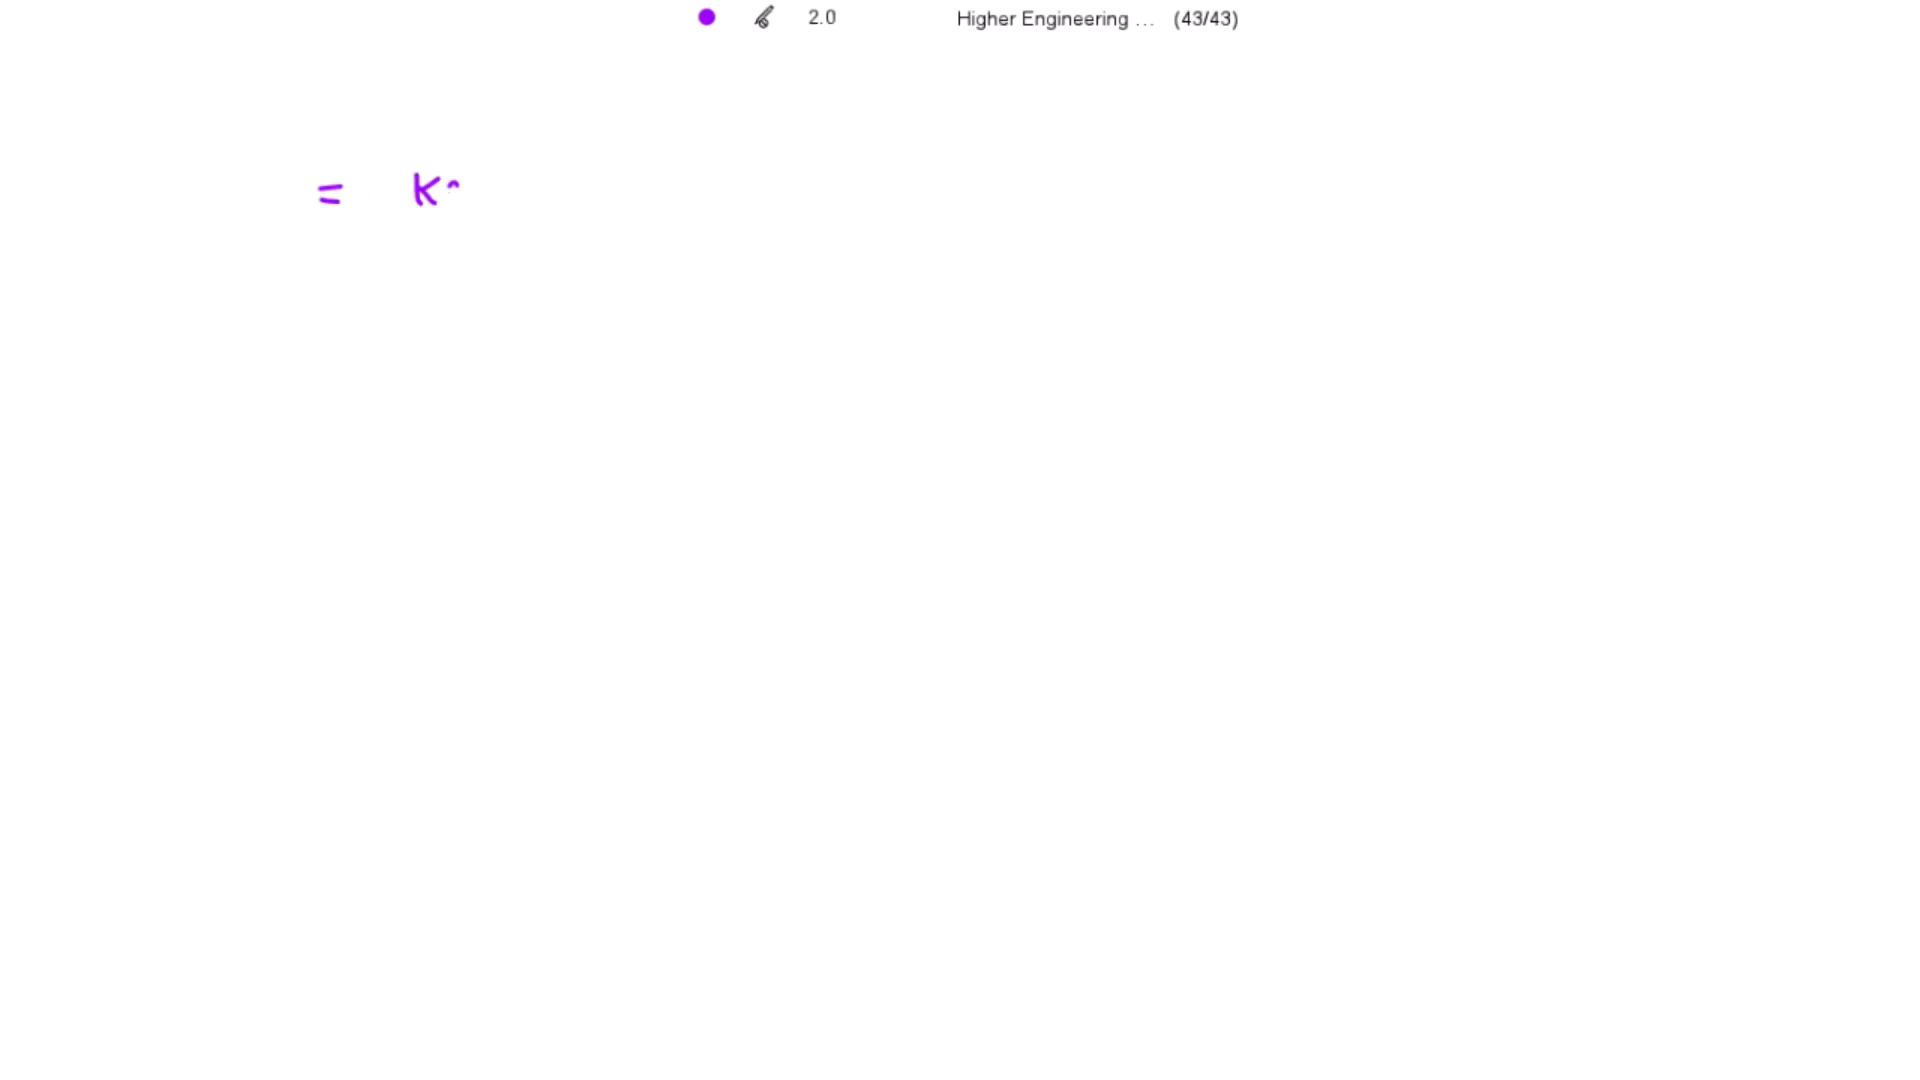 2.0 Higher Engineering ... (43/43)
= K